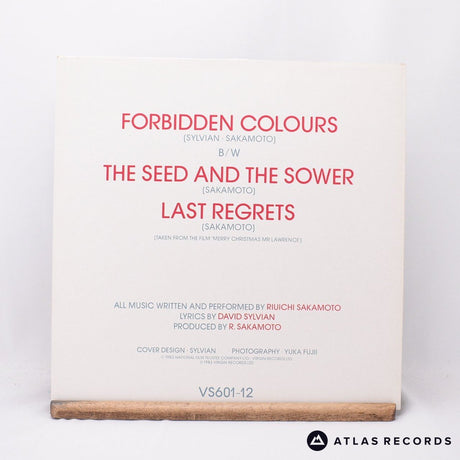 FORBIDDEN COLOURS
(SYLVIAN · SAKAMOTO)
B/W
THE SEED AND THE SOWER
(SAKAMOTO)
LAST REGRETS
(SAKAMOTO)
(TAKEN FROM THE FILM 'MERRY CHRISTMAS MR LAWRENCE')
ALL MUSIC WRITTEN AND PERFORMED BY RIUICHI SAKAMOTO
LYRICS BY DAVID SYLVIAN
PRODUCED BY R. SAKAMOTO
COVER DESIGN · SYLVIAN PHOTOGRAPHY · YUKA FUJII
VS601-12
ATLAS RECORDS